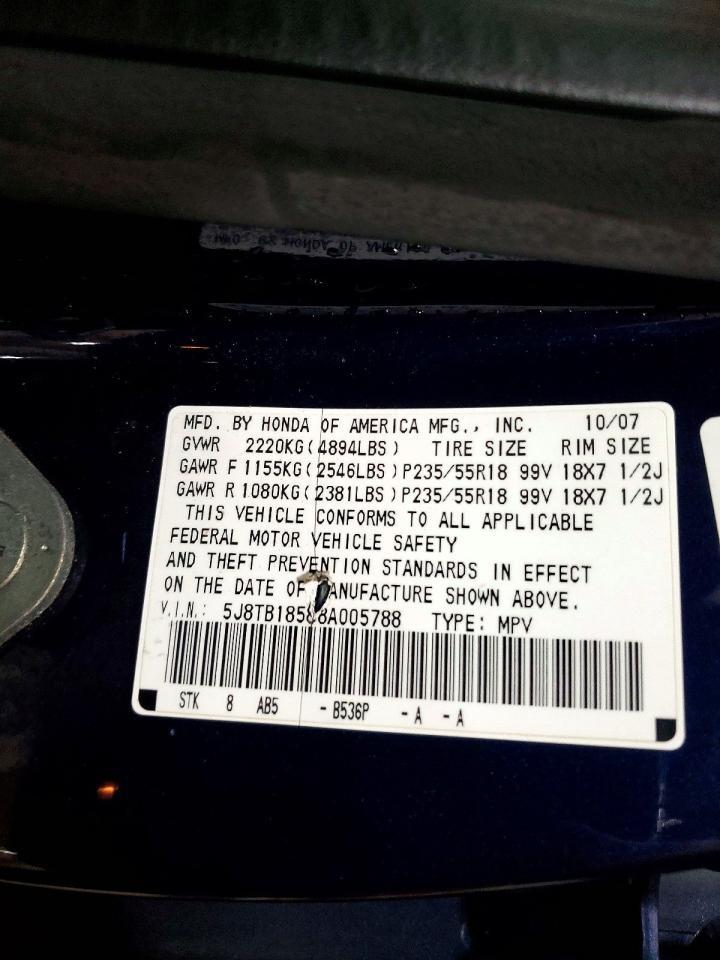 MFD. BY HONDA OF AMERICA MFG., INC. 10/07
GVWR 2220KG(4894LBS) TIRE SIZE RIM SIZE
GAWR F 1155KG(2546LBS) P235/55R18 99V 18X7 1/2J
GAWR R 1080KG(2381LBS) P235/55R18 99V 18X7 1/2J
THIS VEHICLE CONFORMS TO ALL APPLICABLE
FEDERAL MOTOR VEHICLE SAFETY
AND THEFT PREVENTION STANDARDS IN EFFECT
ON THE DATE OF MANUFACTURE SHOWN ABOVE.
V.I.N.: 5J8TB18588A005788 TYPE: MPV
STK 8 AB5 - B536P - A - A